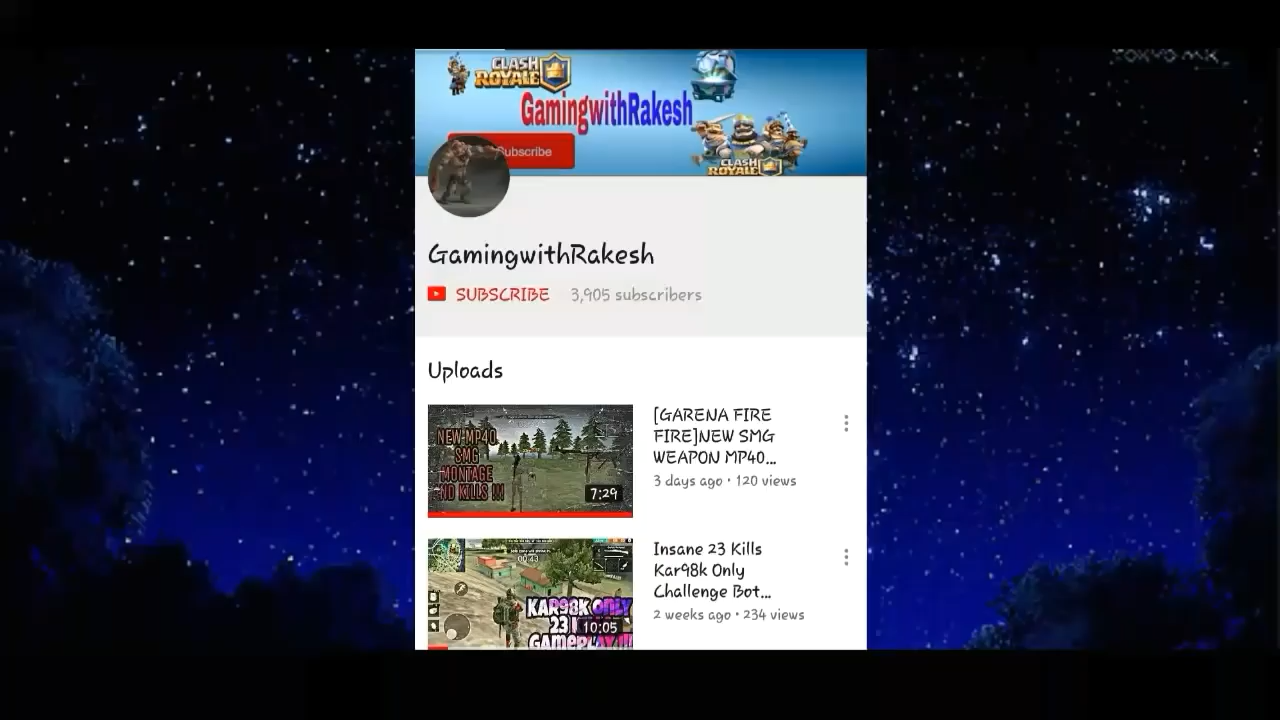 CLASH
ROYALE
GamingwithRakesh
Subscribe
CLASH
ROYALE
GamingwithRakesh
SUBSCRIBE 3,905 subscribers
Uploads
NEW MP40
SMG
MONTAGE
ND KILLS !!!
7:29
[GARENA FIRE
FIRE]NEW SMG
WEAPON MP40...
3 days ago • 120 views
KAR98K ONLY
23
10:05
GAMEPLAY !!!
Insane 23 Kills
Kar98k Only
Challenge Bot...
2 weeks ago • 234 views